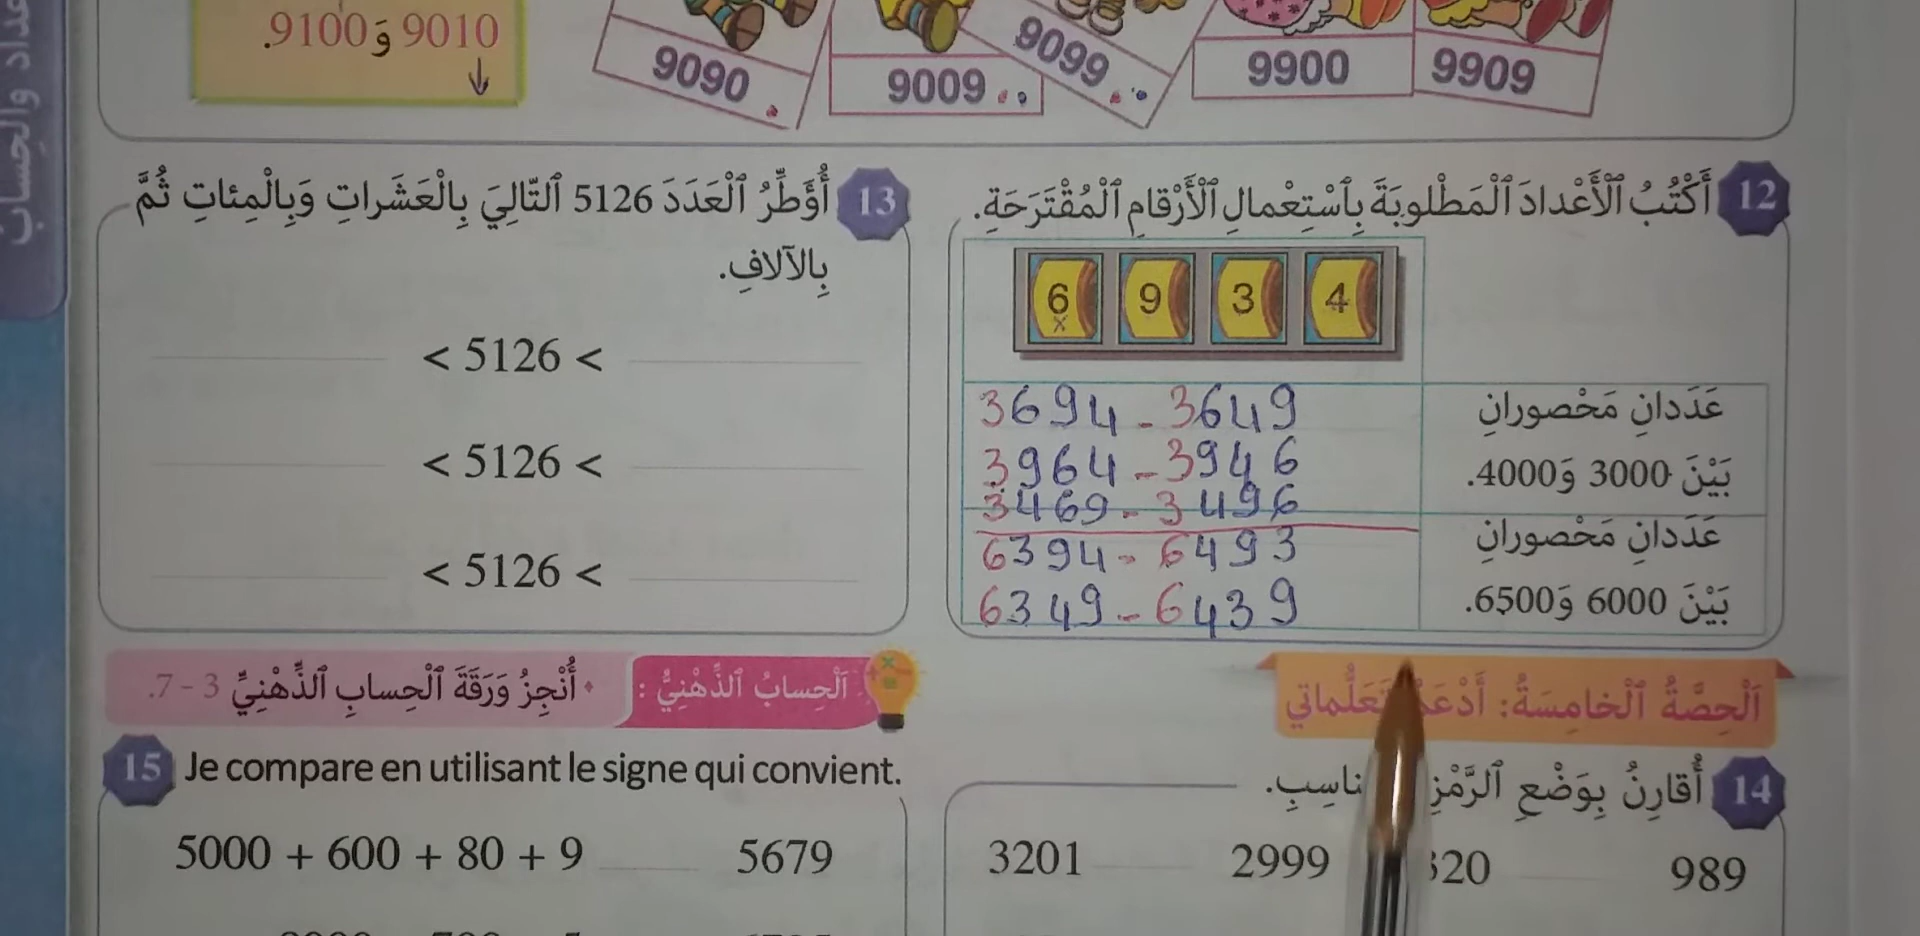 9010 وَ 9100.
9090
9009
9099
9900
9909
12 أَكْتُبُ ٱلْأَعْدادَ ٱلْمَطْلوبَةَ بِٱسْتِعْمالِ ٱلْأَرْقامِ ٱلْمُقْتَرَحَةِ.
6 9 3 4
عَدَدانِ مَحْصورانِ
بَيْنَ 3000 وَ4000.
3694 - 3649
3964 - 3946
3469 - 3496
عَدَدانِ مَحْصورانِ
بَيْنَ 6000 وَ6500.
6394 - 6493
6349 - 6439
13 أُؤَطِّرُ ٱلْعَدَدَ 5126 ٱلتّالِيَ بِالْعَشَراتِ وَبِالْمِئاتِ ثُمَّ
بِالآلافِ.
< 5126 <
< 5126 <
< 5126 <
ٱلْحِصَّةُ ٱلْخامِسَةُ:
ٱلْحِسابُ ٱلذِّهْنِيُّ :
• أُنْجِزُ وَرَقَةَ ٱلْحِسابِ ٱلذِّهْنِيِّ 3 - 7.
14 أُقارِنُ بِوَضْعِ
3201 2999
989
15 Je compare en utilisant le signe qui convient.
5000 + 600 + 80 + 9 5679